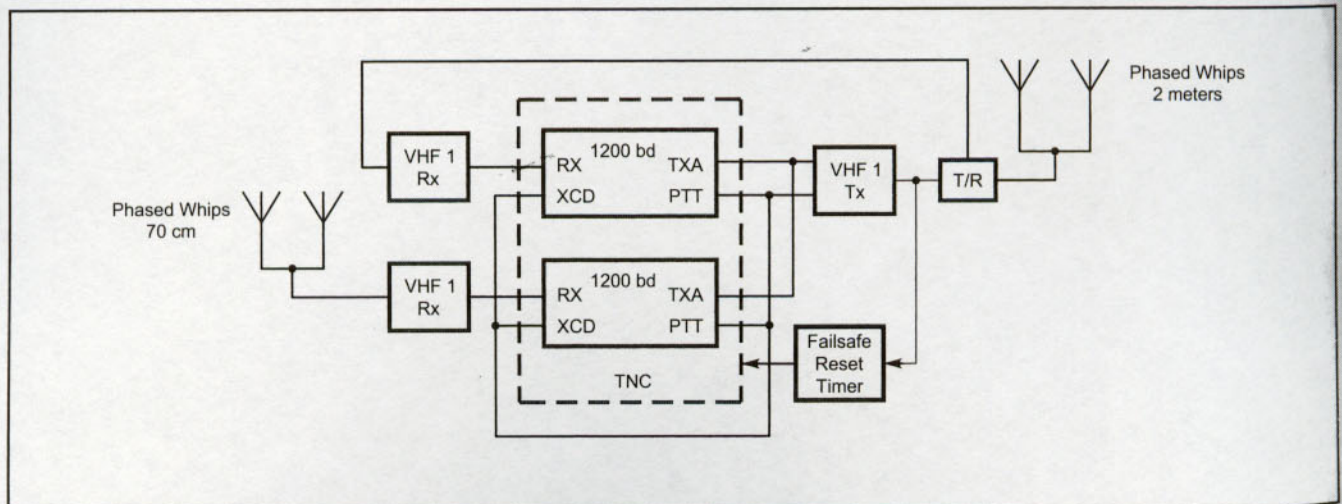 Phased Whips
2 meters
VHF 1
Rx
1200 bd
RX
TXA
XCD
PTT
VHF 1
Tx
T/R
Phased Whips
70 cm
VHF 1
Rx
1200 bd
RX
TXA
XCD
PTT
TNC
Failsafe
Reset
Timer